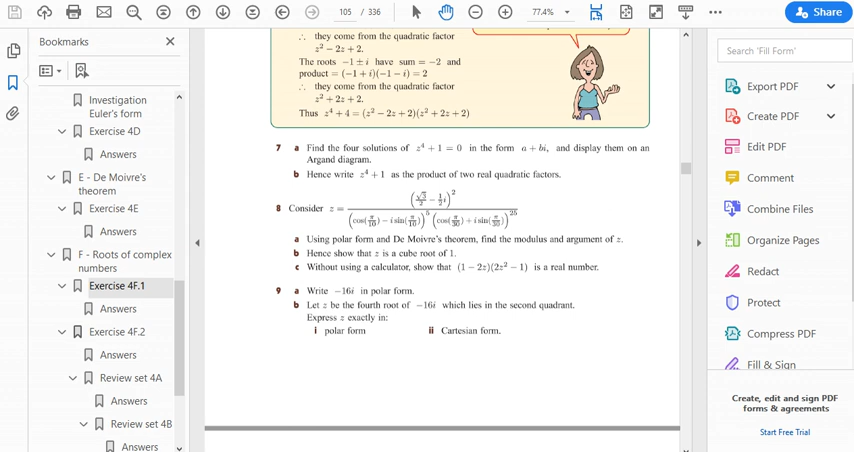 105 / 336
77.4%
Share
Bookmarks
Investigation
Euler's form
Exercise 4D
Answers
E - De Moivre's
theorem
Exercise 4E
Answers
F - Roots of complex
numbers
Exercise 4F.1
Answers
Exercise 4F.2
Answers
Review set 4A
Answers
Review set 4B
Answers
∴ they come from the quadratic factor
z² − 2z + 2.
The roots −1 ± i have sum = −2 and
product = (−1 + i)(−1 − i) = 2
∴ they come from the quadratic factor
z² + 2z + 2.
Thus z⁴ + 4 = (z² − 2z + 2)(z² + 2z + 2)
7 a Find the four solutions of z⁴ + 1 = 0 in the form a + bi, and display them on an
Argand diagram.
b Hence write z⁴ + 1 as the product of two real quadratic factors.
8 Consider z = (√3/2 − 1/2 i)² / (cos(π/10) − i sin(π/10))⁵ (cos(π/30) + i sin(π/30))²⁵
a Using polar form and De Moivre's theorem, find the modulus and argument of z.
b Hence show that z is a cube root of 1.
c Without using a calculator, show that (1 − 2z)(2z² − 1) is a real number.
9 a Write −16i in polar form.
b Let z be the fourth root of −16i which lies in the second quadrant.
Express z exactly in:
i polar form ii Cartesian form.
Search 'Fill Form'
Export PDF
Create PDF
Edit PDF
Comment
Combine Files
Organize Pages
Redact
Protect
Compress PDF
Fill & Sign
Create, edit and sign PDF
forms & agreements
Start Free Trial